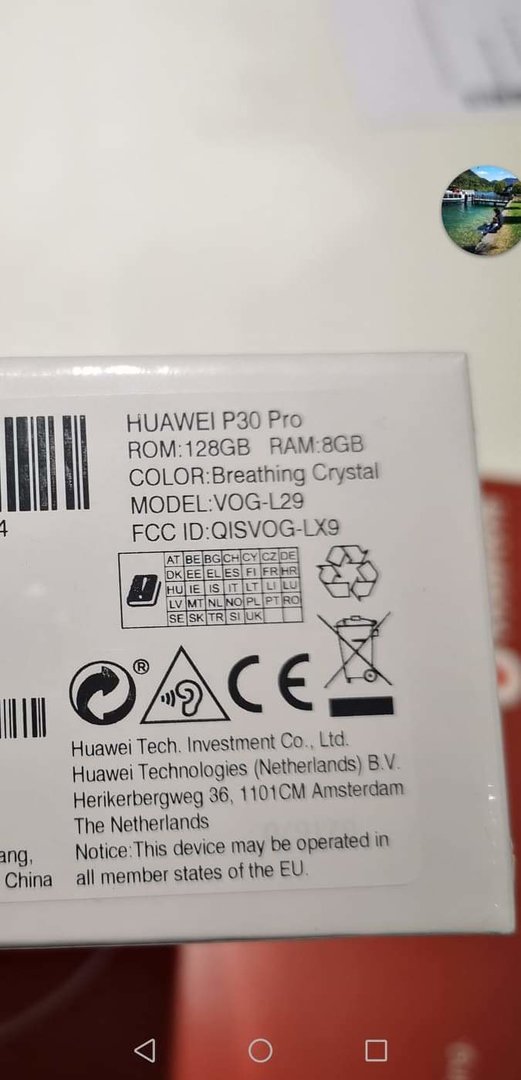 HUAWEI P30 Pro
ROM:128GB RAM:8GB
COLOR:Breathing Crystal
MODEL:VOG-L29
4
FCC ID:QISVOG-LX9
AT BE BG CH CY CZ DE
DK EE EL ES FI FR HR
HU IE IS IT LT LI LU
LV MT NL NO PL PT RO
SE SK TR SI UK
®
CE
Huawei Tech. Investment Co., Ltd.
Huawei Technologies (Netherlands) B.V.
Herikerbergweg 36, 1101CM Amsterdam
The Netherlands
ang, Notice:This device may be operated in
China all member states of the EU.